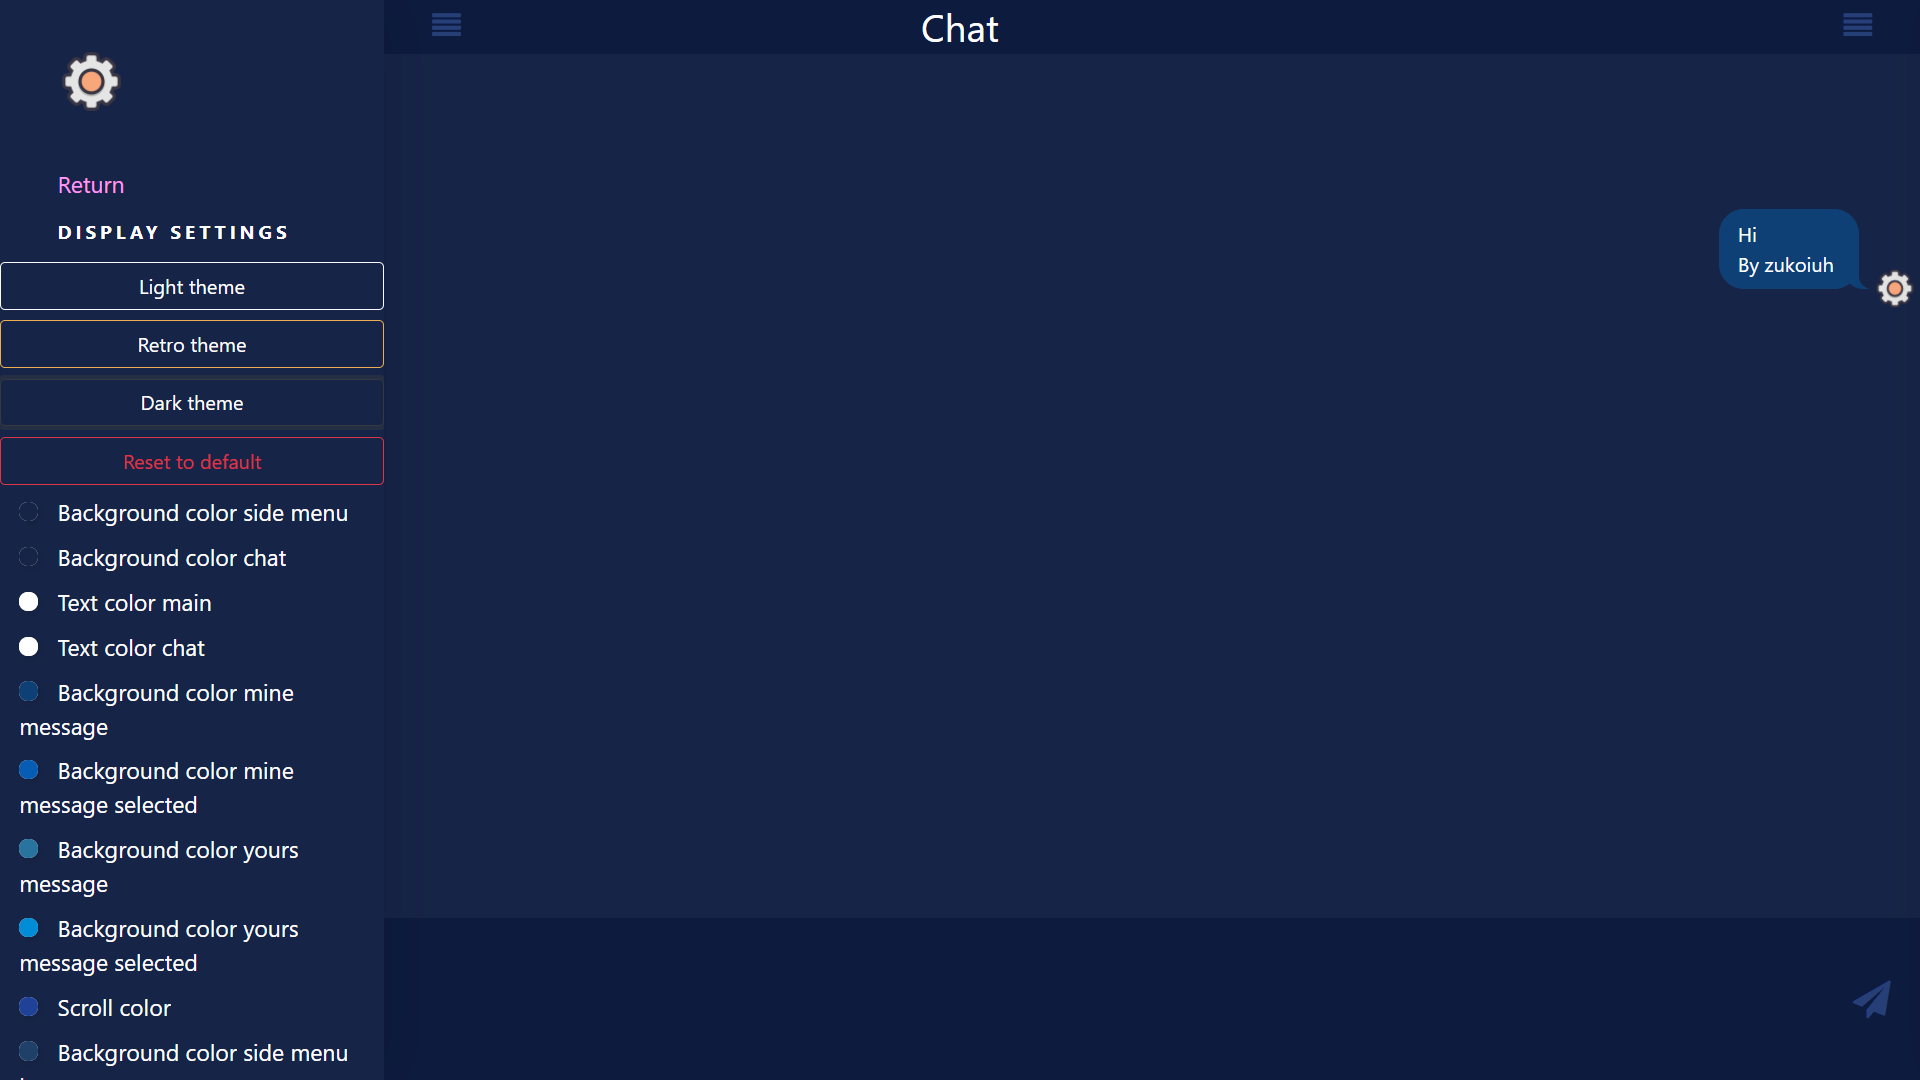 Chat
Return
DISPLAY SETTINGS
Light theme
Retro theme
Dark theme
Reset to default
Background color side menu
Background color chat
Text color main
Text color chat
Background color mine
message
Background color mine
message selected
Background color yours
message
Background color yours
message selected
Scroll color
Background color side menu
Hi
By zukoiuh